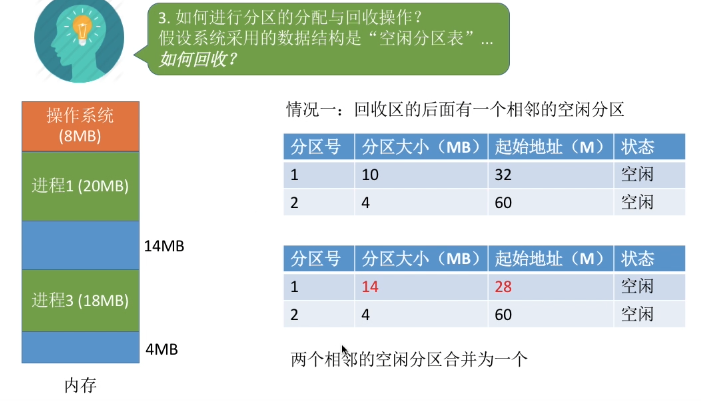 3. 如何进行分区的分配与回收操作？
假设系统采用的数据结构是“空闲分区表”...
如何回收？
操作系统
(8MB)
进程1 (20MB)
14MB
进程3 (18MB)
4MB
内存
情况一：回收区的后面有一个相邻的空闲分区
分区号 分区大小（MB） 起始地址（M） 状态
1 10 32 空闲
2 4 60 空闲
分区号 分区大小（MB） 起始地址（M） 状态
1 14 28 空闲
2 4 60 空闲
两个相邻的空闲分区合并为一个